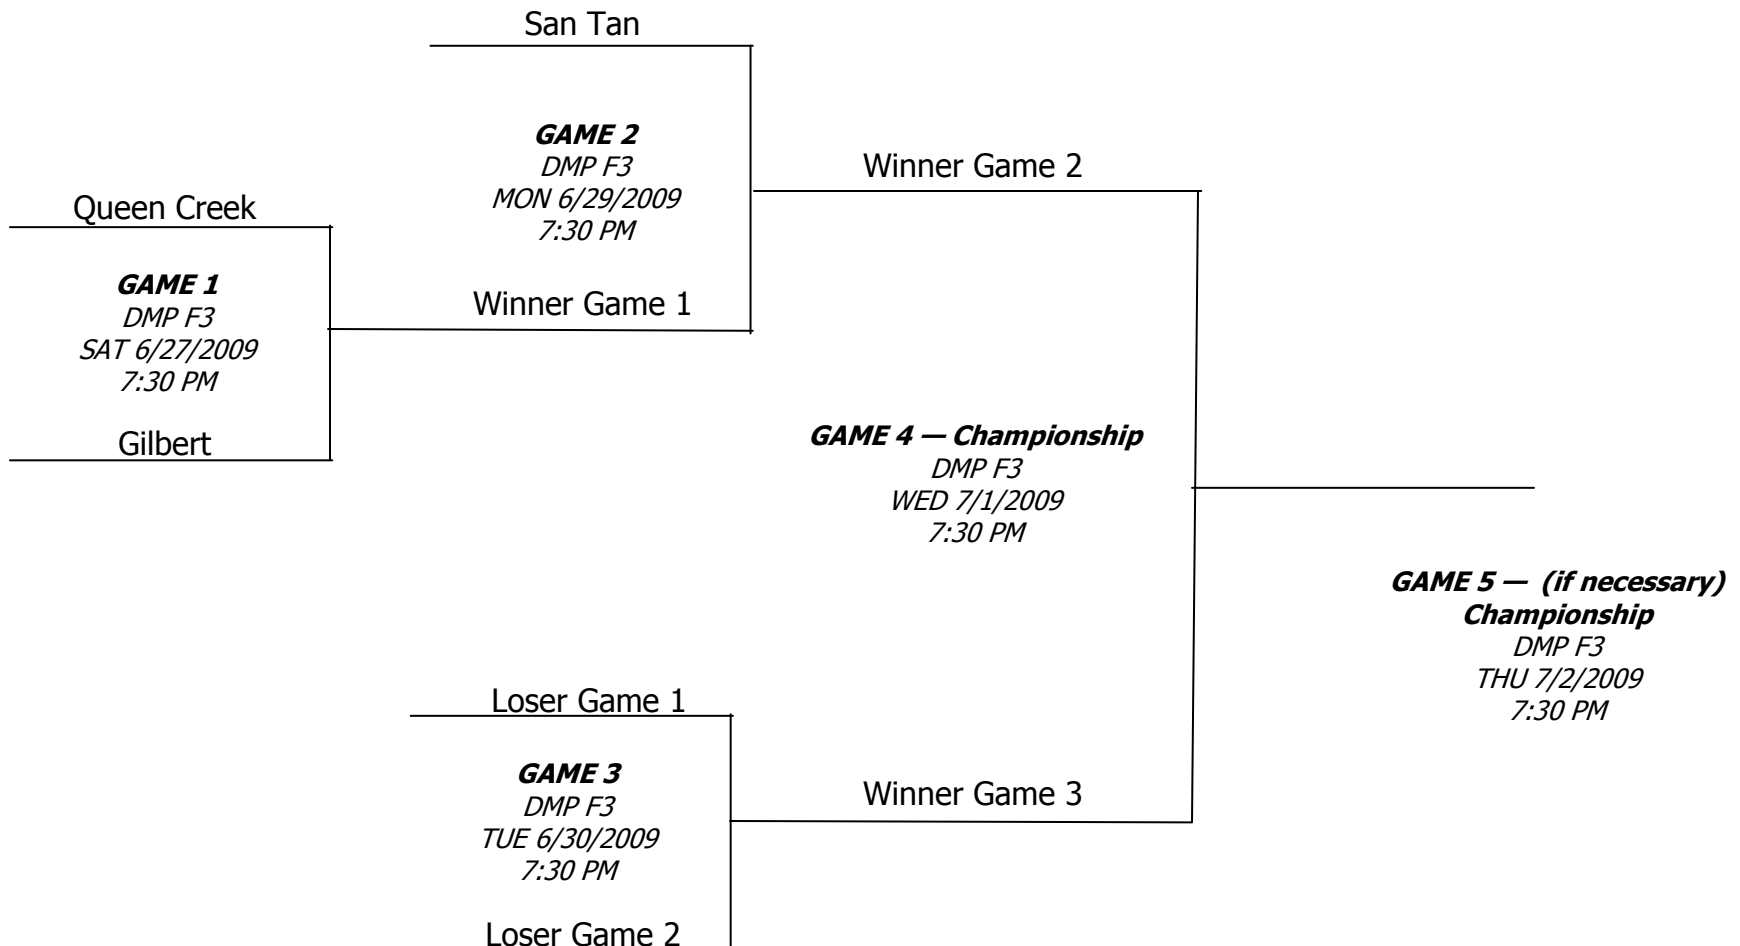 San Tan
GAME 2
DMP F3
MON 6/29/2009
7:30 PM
Winner Game 2
Queen Creek
GAME 1
DMP F3
SAT 6/27/2009
7:30 PM
Winner Game 1
Gilbert
GAME 4 — Championship
DMP F3
WED 7/1/2009
7:30 PM
GAME 5 — (if necessary)
Championship
DMP F3
THU 7/2/2009
7:30 PM
Loser Game 1
GAME 3
DMP F3
TUE 6/30/2009
7:30 PM
Winner Game 3
Loser Game 2